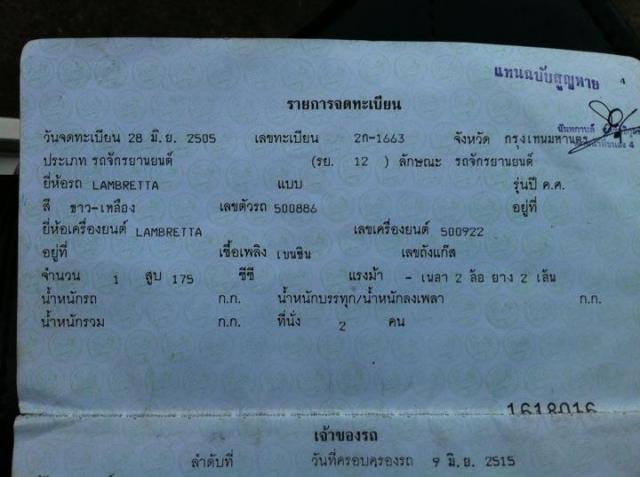 แทนฉบับสูญหาย
4
รายการจดทะเบียน
วันจดทะเบียน 28 มิ.ย. 2505 เลขทะเบียน 2ก-1663 จังหวัด กรุงเทพมหานคร
ประเภท รถจักรยานยนต์ (รย. 12 ) ลักษณะ รถจักรยานยนต์
ยี่ห้อรถ LAMBRETTA แบบ รุ่นปี ค.ศ.
สี ขาว-เหลือง เลขตัวรถ 500886 อยู่ที่
ยี่ห้อเครื่องยนต์ LAMBRETTA เลขเครื่องยนต์ 500922
อยู่ที่ เชื้อเพลิง เบนซิน เลขถังแก๊ส
จำนวน 1 สูบ 175 ซีซี แรงม้า - เพลา 2 ล้อ ยาง 2 เส้น
น้ำหนักรถ ก.ก. น้ำหนักบรรทุก/น้ำหนักลงเพลา ก.ก.
น้ำหนักรวม ก.ก. ที่นั่ง 2 คน
1618016
เจ้าของรถ
ลำดับที่ วันที่ครอบครองรถ 9 มิ.ย. 2515